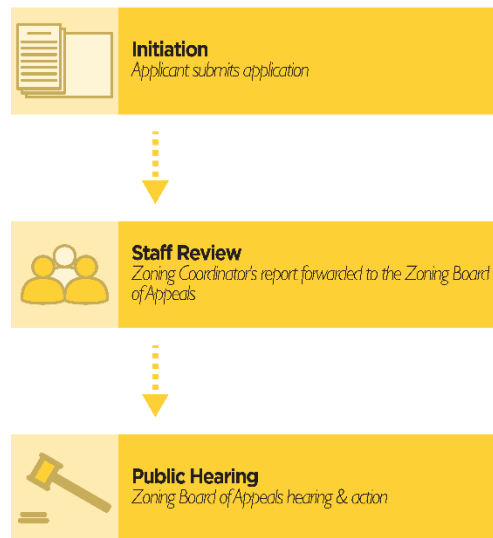 Initiation
Applicant submits application
Staff Review
Zoning Coordinator's report forwarded to the Zoning Board
of Appeals
Public Hearing
Zoning Board of Appeals hearing & action